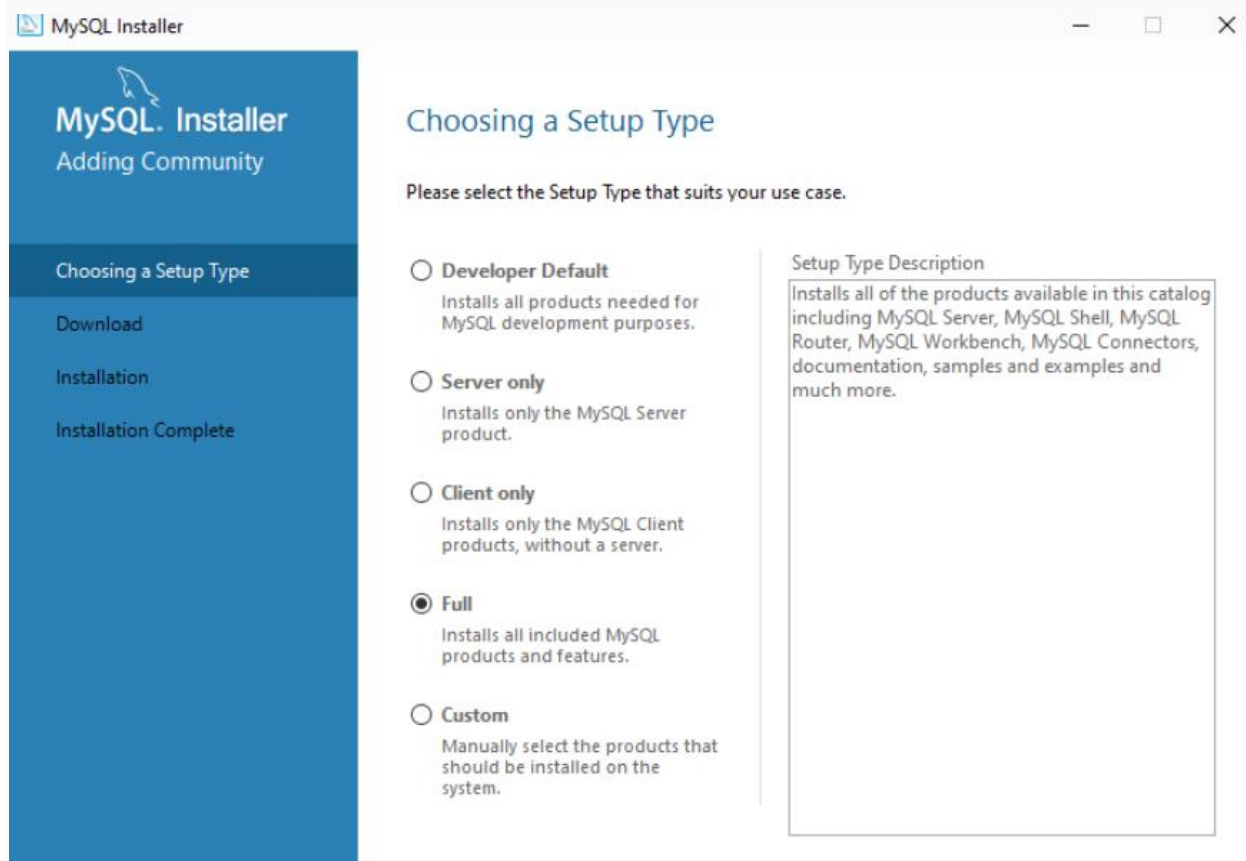 MySQL Installer
MySQL. Installer
Adding Community
Choosing a Setup Type
Download
Installation
Installation Complete
Choosing a Setup Type
Please select the Setup Type that suits your use case.
Developer Default
Installs all products needed for
MySQL development purposes.
Server only
Installs only the MySQL Server
product.
Client only
Installs only the MySQL Client
products, without a server.
Full
Installs all included MySQL
products and features.
Custom
Manually select the products that
should be installed on the
system.
Setup Type Description
Installs all of the products available in this catalog
including MySQL Server, MySQL Shell, MySQL
Router, MySQL Workbench, MySQL Connectors,
documentation, samples and examples and
much more.